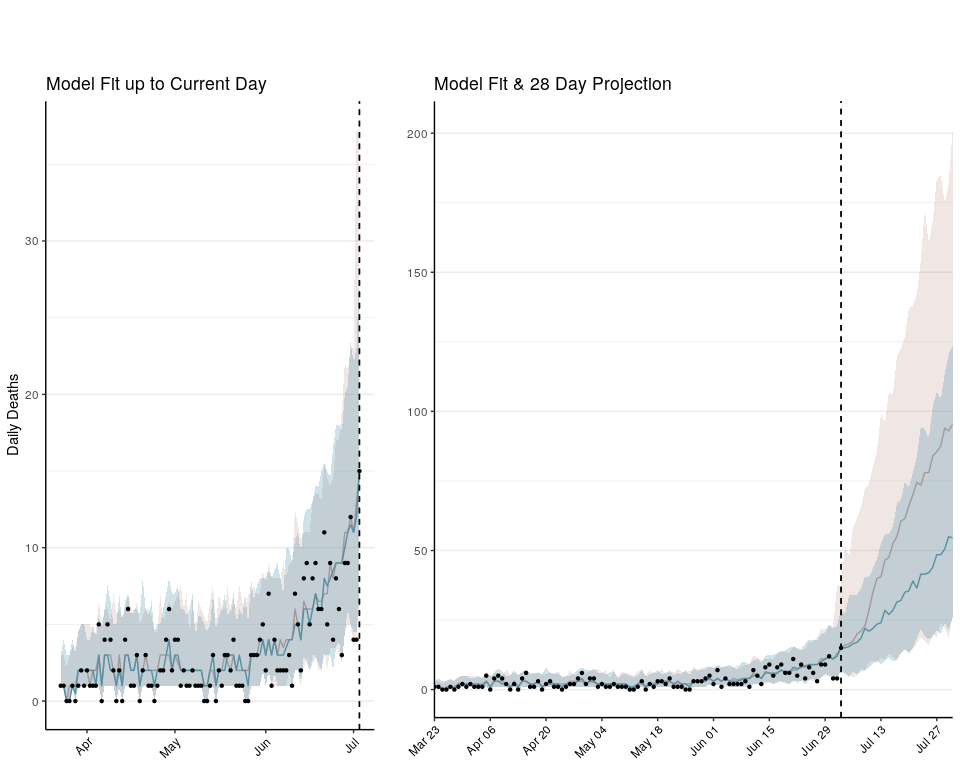 Model Fit up to Current Day
Daily Deaths
30
20
10
0
Apr
May
Jun
Jul
Model Fit & 28 Day Projection
200
150
100
50
0
Mar 23
Apr 06
Apr 20
May 04
May 18
Jun 01
Jun 15
Jun 29
Jul 13
Jul 27